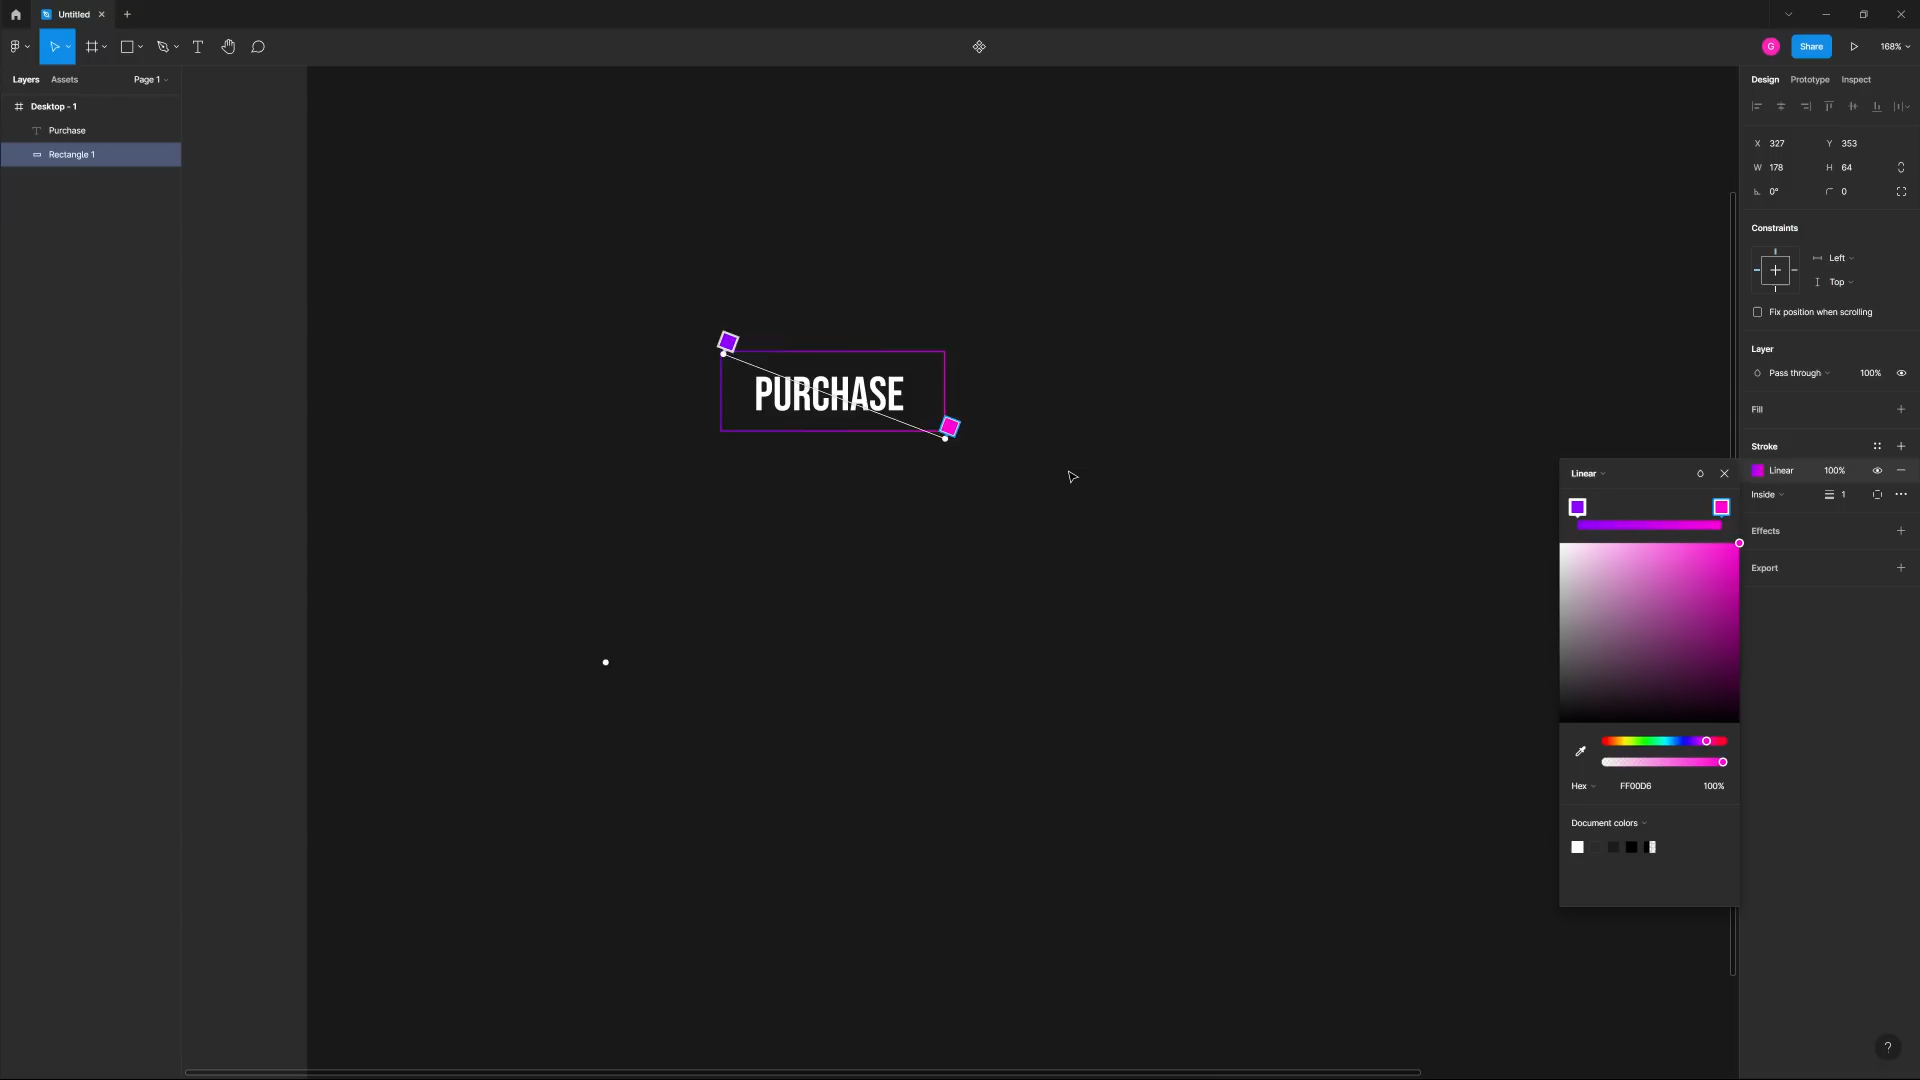 Untitled
G
Share
168%
Layers
Assets
Page 1
Design
Prototype
Inspect
Desktop - 1
Purchase
Rectangle 1
X 327
Y 353
W 178
H 64
0°
0
Constraints
Left
Top
Fix position when scrolling
Layer
Pass through
100%
Fill
Stroke
Linear
100%
Inside
1
Effects
Export
PURCHASE
Linear
Hex
FF00D6
100%
Document colors
?